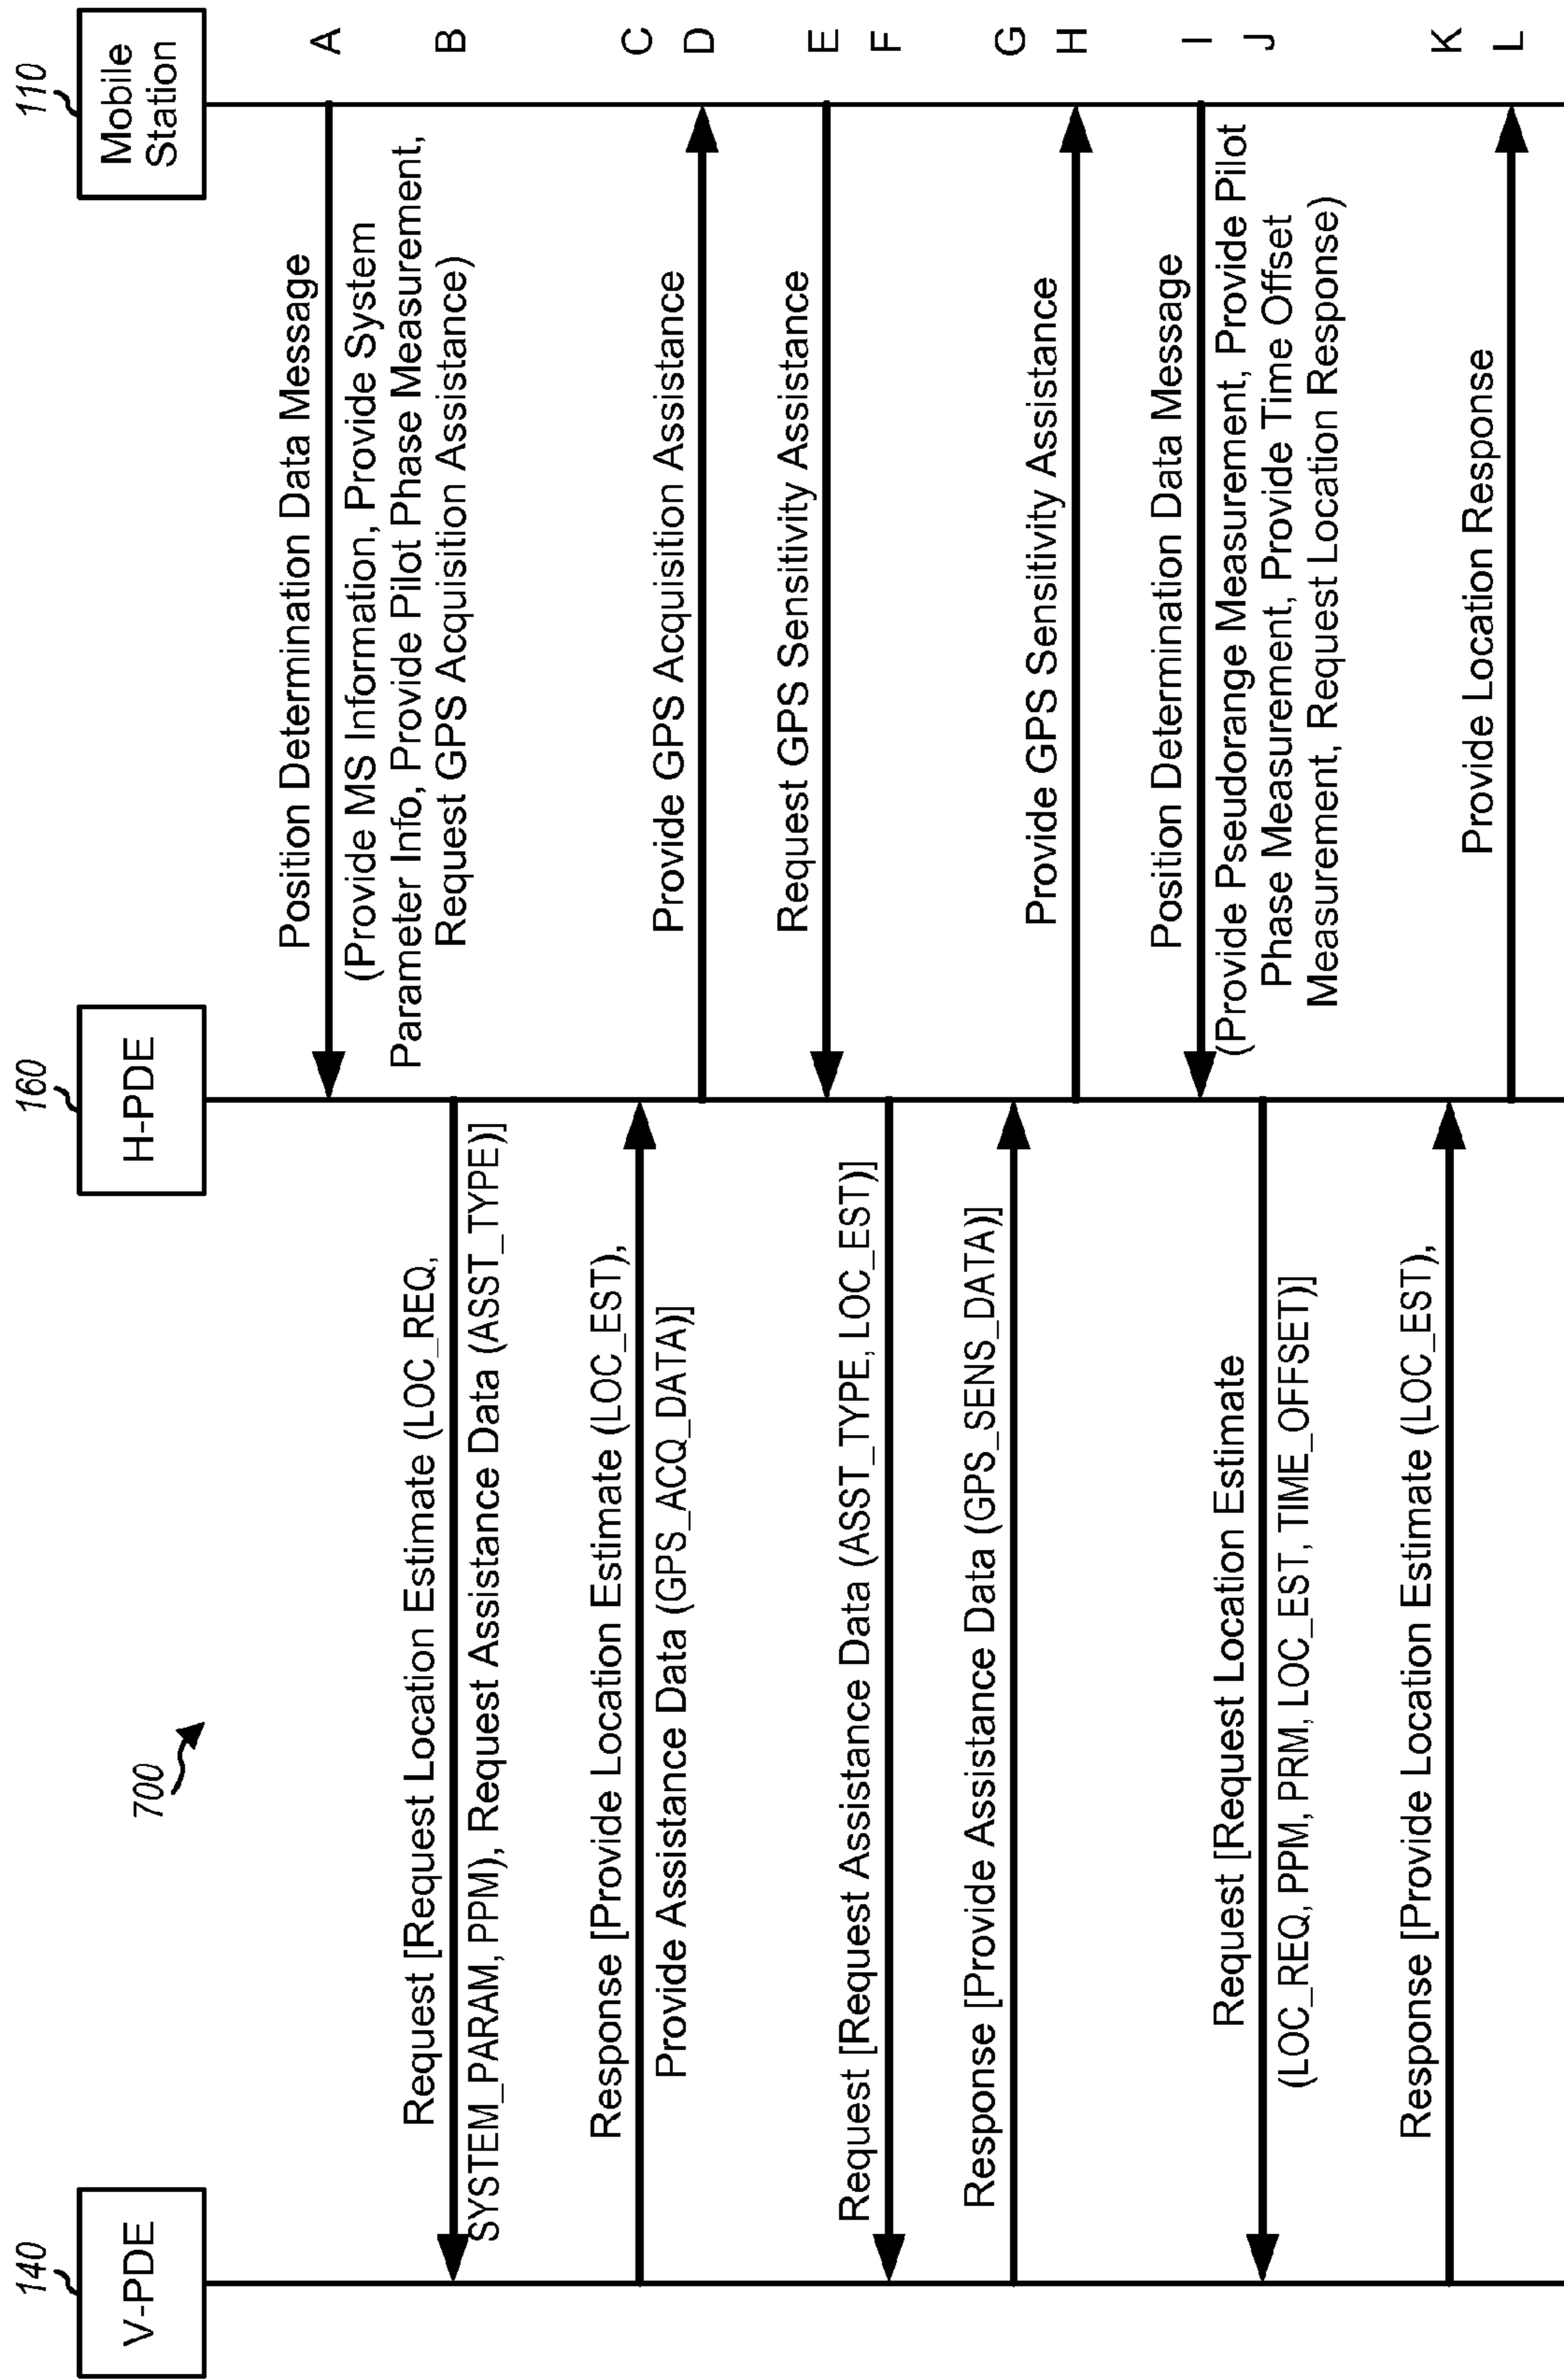 700
140
V-PDE
160
H-PDE
110
Mobile
Station
Position Determination Data Message
A
(Provide MS Information, Provide System
Parameter Info, Provide Pilot Phase Measurement,
Request GPS Acquisition Assistance)
Request [Request Location Estimate (LOC_REQ,
SYSTEM_PARAM, PPM), Request Assistance Data (ASST_TYPE)]
B
Response [Provide Location Estimate (LOC_EST),
Provide Assistance Data (GPS_ACQ_DATA)]
C
Provide GPS Acquisition Assistance
D
Request GPS Sensitivity Assistance
E
Request [Request Assistance Data (ASST_TYPE, LOC_EST)]
F
Response [Provide Assistance Data (GPS_SENS_DATA)]
G
Provide GPS Sensitivity Assistance
H
Position Determination Data Message
I
(Provide Pseudorange Measurement, Provide Pilot
Phase Measurement, Provide Time Offset
Measurement, Request Location Response)
Request [Request Location Estimate
(LOC_REQ, PPM, PRM, LOC_EST, TIME_OFFSET)]
J
Response [Provide Location Estimate (LOC_EST),
K
Provide Location Response
L